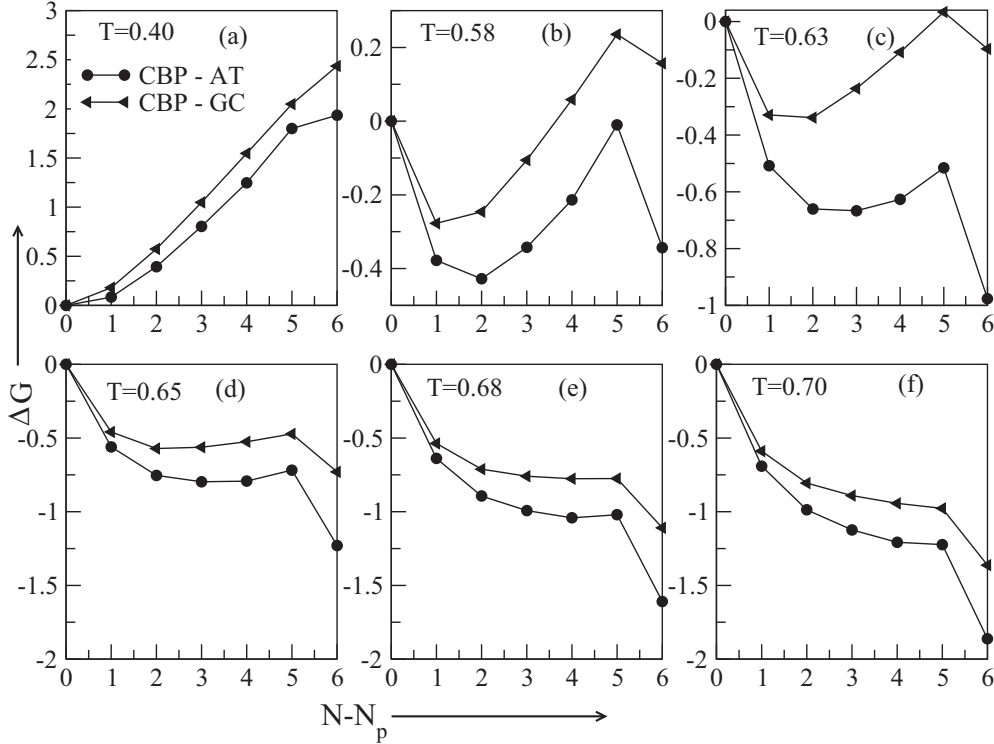 3
2.5
2
1.5
1
0.5
0
T=0.40 (a)
CBP - AT
CBP - GC
0 1 2 3 4 5 6
0.2
0
-0.2
-0.4
T=0.58 (b)
0 1 2 3 4 5 6
0
-0.2
-0.4
-0.6
-0.8
-1
T=0.63 (c)
0 1 2 3 4 5 6
ΔG
0
-0.5
-1
-1.5
-2
T=0.65 (d)
0 1 2 3 4 5 6
0
-0.5
-1
-1.5
-2
T=0.68 (e)
0 1 2 3 4 5 6
0
-0.5
-1
-1.5
-2
T=0.70 (f)
0 1 2 3 4 5 6
N-Np